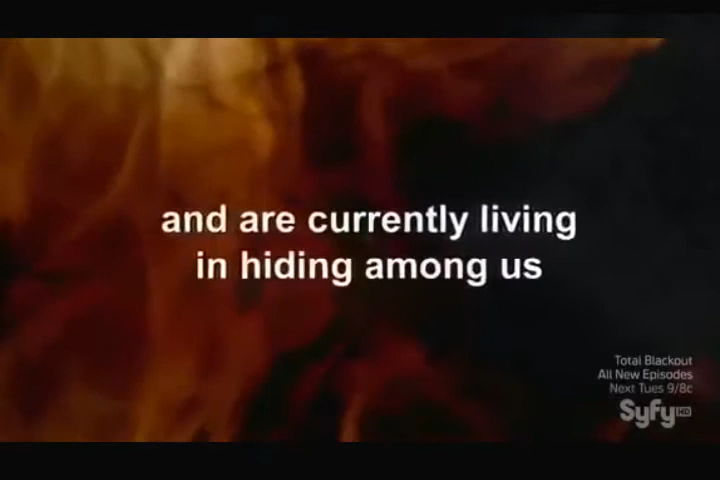 and are currently living
in hiding among us
Total Blackout
All New Episodes
Next Tues 9/8c
Syfy HD